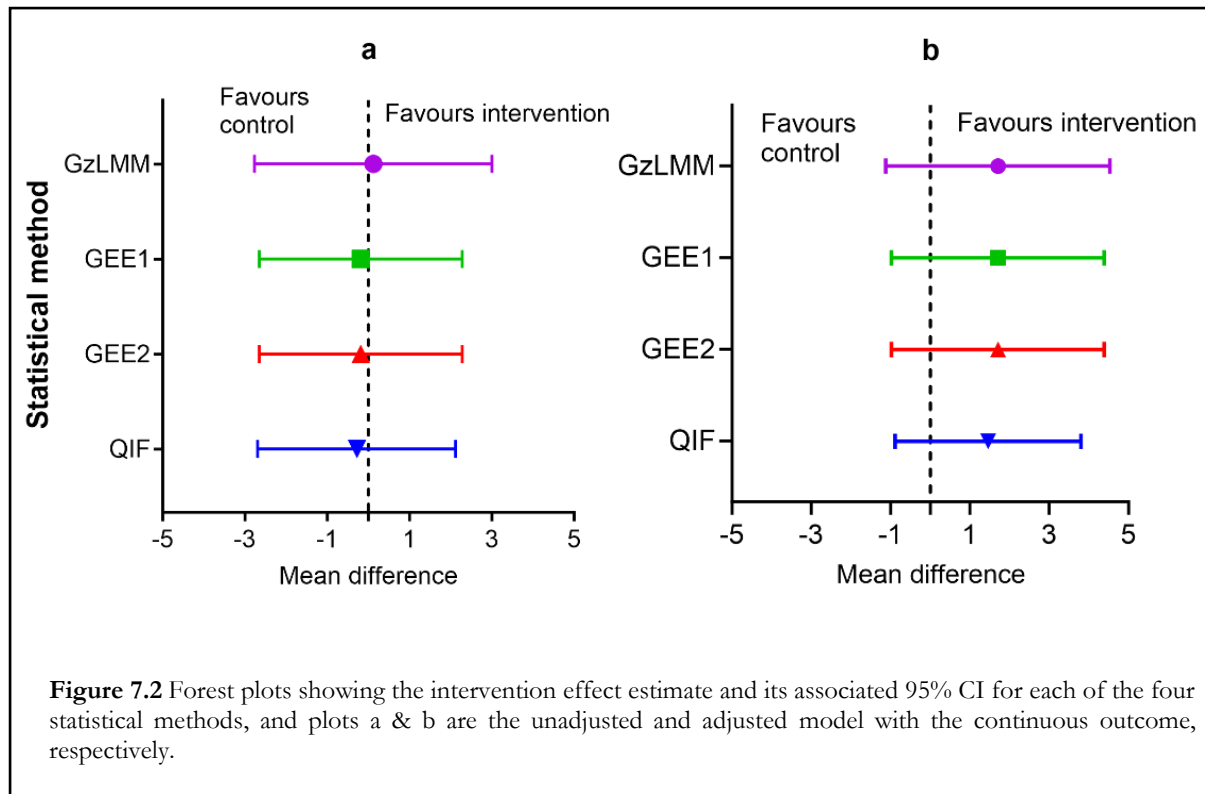 a
Favours
control
Favours intervention
Statistical method
GzLMM
GEE1
GEE2
QIF
-5
-3
-1
1
3
5
Mean difference
b
Favours
control
Favours intervention
GzLMM
GEE1
GEE2
QIF
-5
-3
-1
1
3
5
Mean difference
Figure 7.2 Forest plots showing the intervention effect estimate and its associated 95% CI for each of the four
statistical methods, and plots a & b are the unadjusted and adjusted model with the continuous outcome,
respectively.